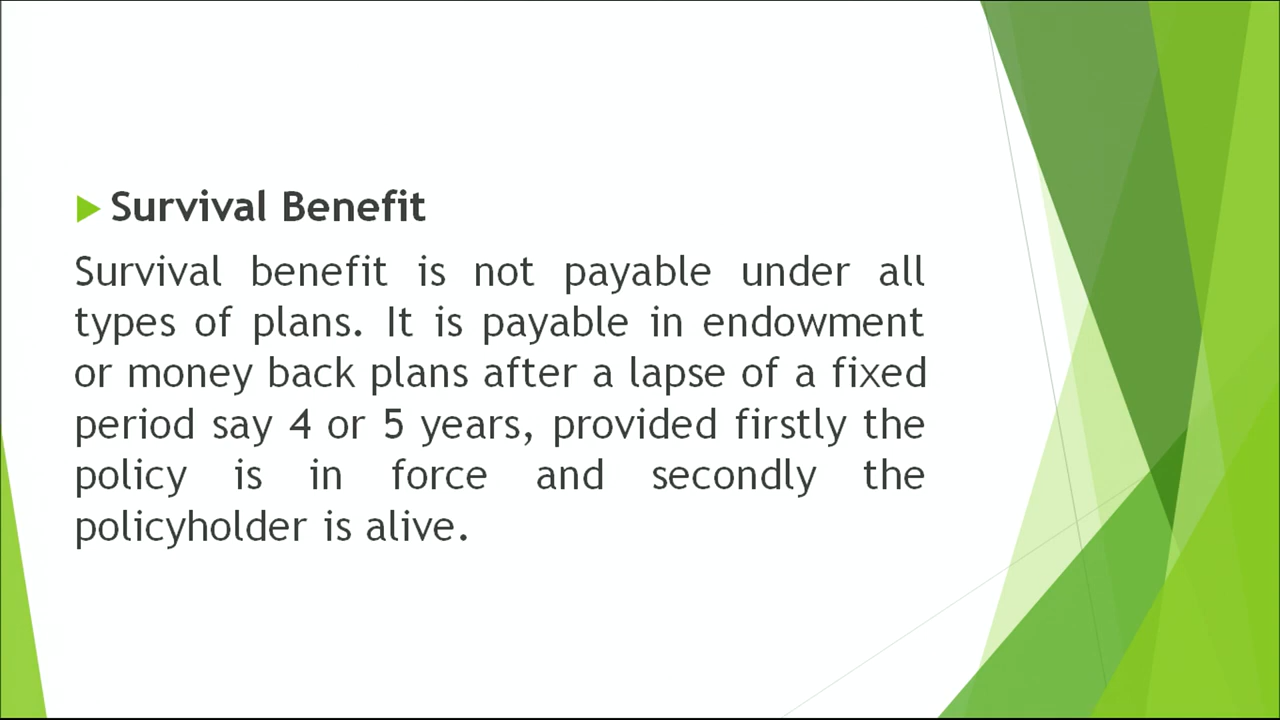 Survival Benefit
Survival benefit is not payable under all
types of plans. It is payable in endowment
or money back plans after a lapse of a fixed
period say 4 or 5 years, provided firstly the
policy is in force and secondly the
policyholder is alive.